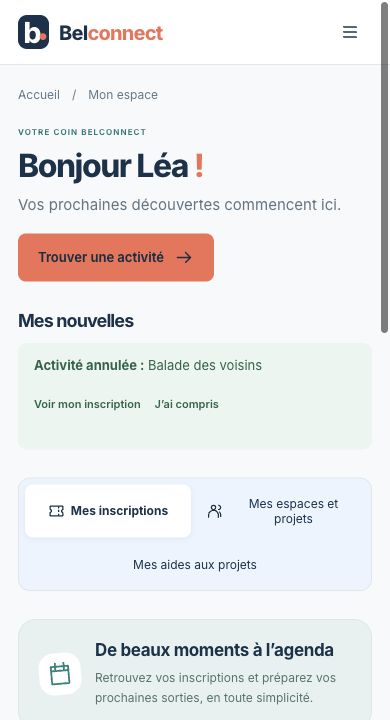 b. Belconnect
Accueil / Mon espace
VOTRE COIN BELCONNECT
Bonjour Léa !
Vos prochaines découvertes commencent ici.
Trouver une activité →
Mes nouvelles
Activité annulée : Balade des voisins
Voir mon inscription J’ai compris
Mes inscriptions
Mes espaces et
projets
Mes aides aux projets
De beaux moments à l’agenda
Retrouvez vos inscriptions et préparez vos
prochaines sorties, en toute simplicité.